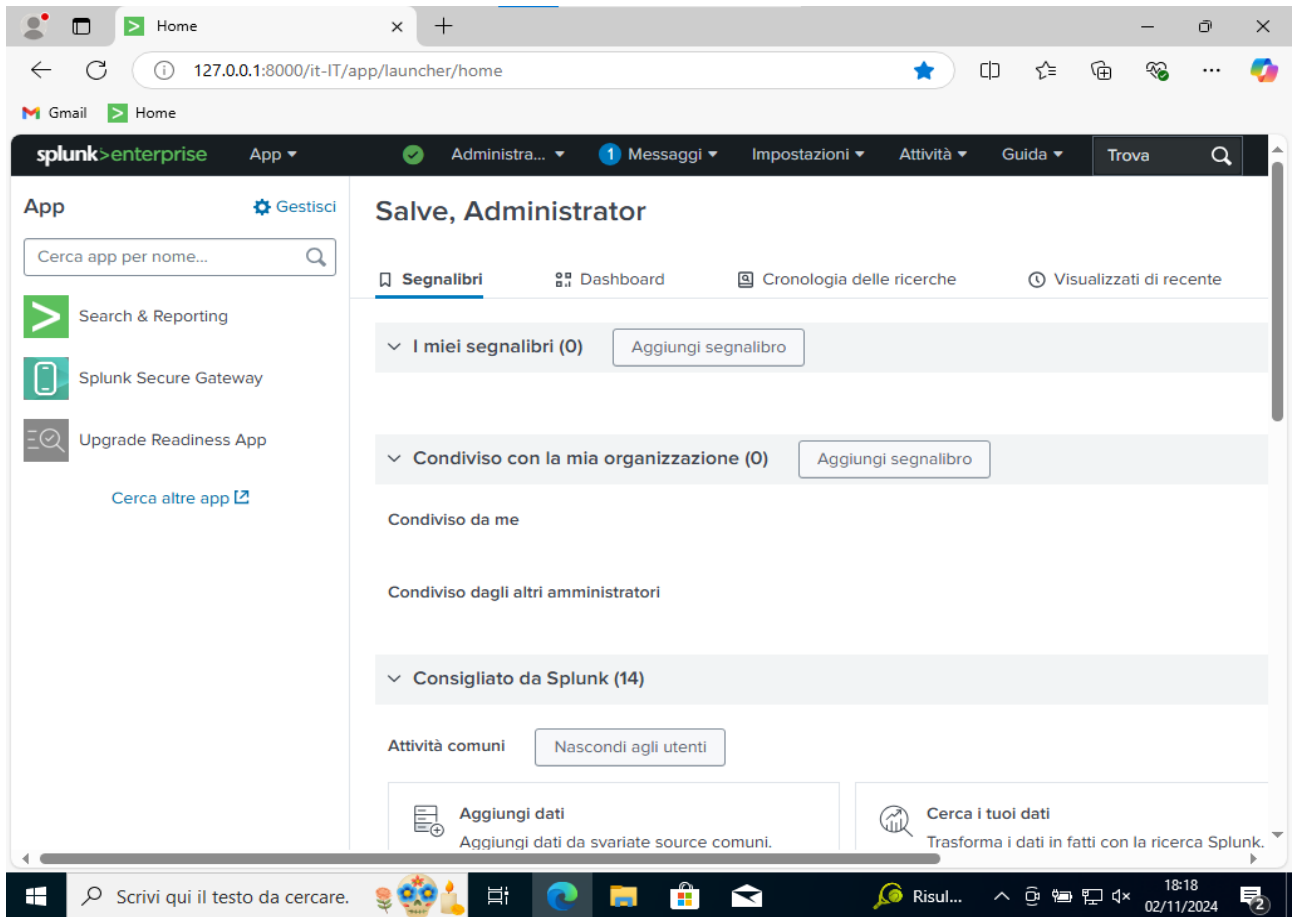 Home
127.0.0.1:8000/it-IT/app/launcher/home
Gmail Home
splunk>enterprise App Administra... 1 Messaggi Impostazioni Attività Guida Trova
App Gestisci
Cerca app per nome...
Search & Reporting
Splunk Secure Gateway
Upgrade Readiness App
Cerca altre app
Salve, Administrator
Segnalibri Dashboard Cronologia delle ricerche Visualizzati di recente
I miei segnalibri (0) Aggiungi segnalibro
Condiviso con la mia organizzazione (0) Aggiungi segnalibro
Condiviso da me
Condiviso dagli altri amministratori
Consigliato da Splunk (14)
Attività comuni Nascondi agli utenti
Aggiungi dati
Aggiungi dati da svariate source comuni.
Cerca i tuoi dati
Trasforma i dati in fatti con la ricerca Splunk.
Scrivi qui il testo da cercare. Risul... 18:18
02/11/2024 2